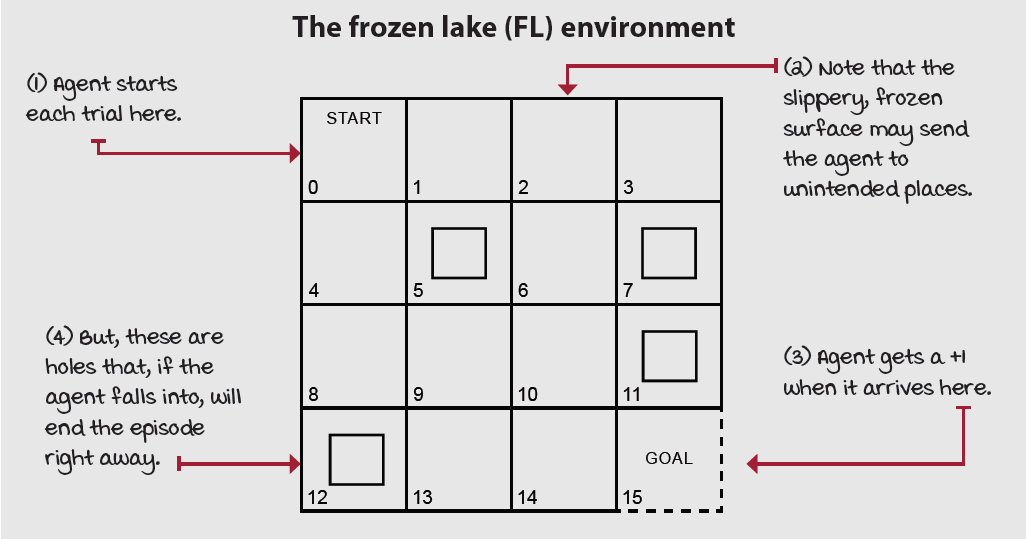 The frozen lake (FL) environment
(1) Agent starts
each trial here.
(2) Note that the
slippery, frozen
surface may send
the agent to
unintended places.
START
0
1
2
3
4
5
6
7
(4) But, these are
holes that, if the
agent falls into, will
end the episode
right away.
8
9
10
11
(3) Agent gets a +1
when it arrives here.
12
13
14
GOAL
15